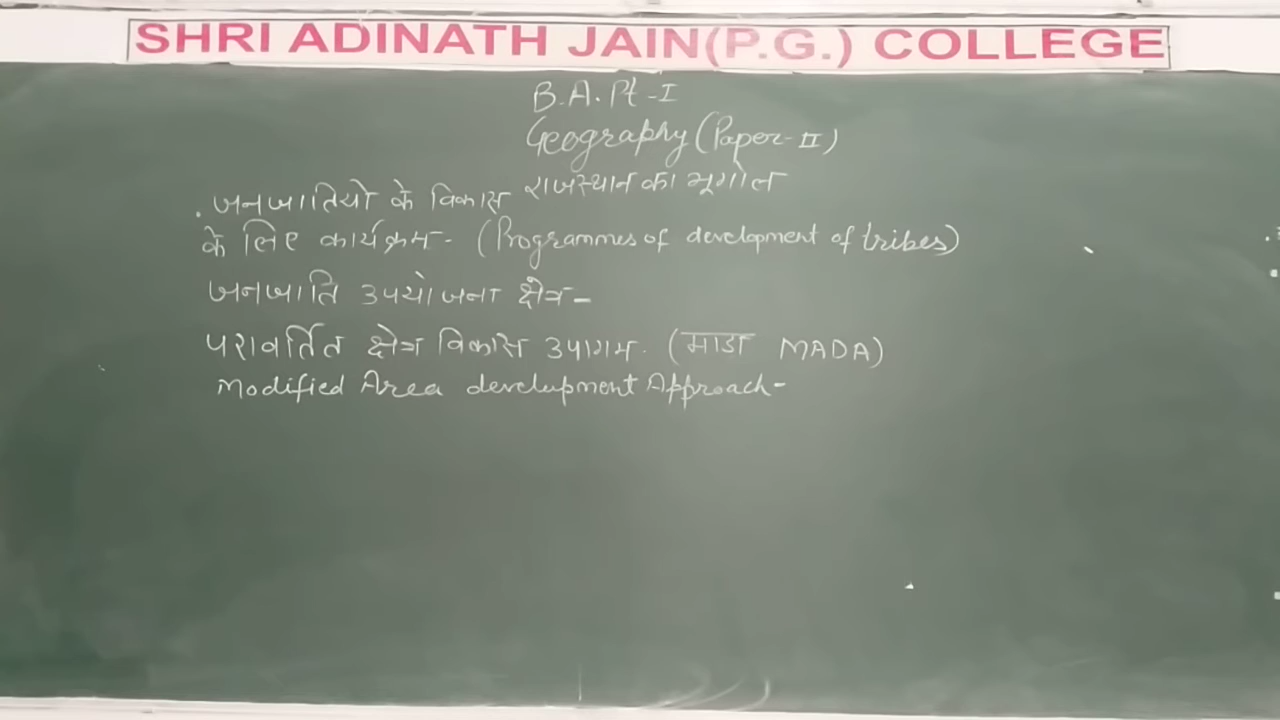 SHRI ADINATH JAIN(P.G.) COLLEGE
B.A. Pt-I
Geography (Paper-II)
राजस्थान का भूगोल
. जनजातियो के विकास
के लिए कार्यक्रम- (Programmes of development of tribes)
जनजाति उपयोजना क्षेत्र-
परावर्तित क्षेत्र विकास उपागम. (माडा MADA)
Modified Area development Approach-